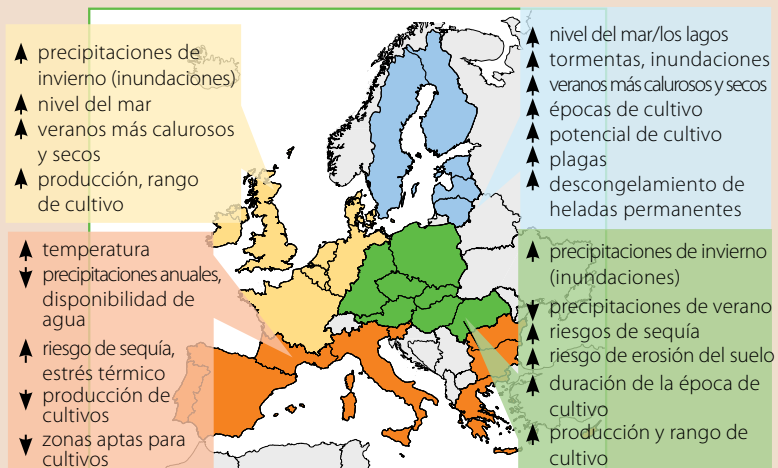 precipitaciones de
invierno (inundaciones)
nivel del mar
veranos más calurosos
y secos
producción, rango
de cultivo
nivel del mar/los lagos
tormentas, inundaciones
veranos más calurosos y secos
épocas de cultivo
potencial de cultivo
plagas
descongelamiento de
heladas permanentes
temperatura
precipitaciones anuales,
disponibilidad de
agua
riesgo de sequía,
estrés térmico
producción de
cultivos
zonas aptas para
cultivos
precipitaciones de invierno
(inundaciones)
precipitaciones de verano
riesgos de sequía
riesgo de erosión del suelo
duración de la época de
cultivo
producción y rango de
cultivo